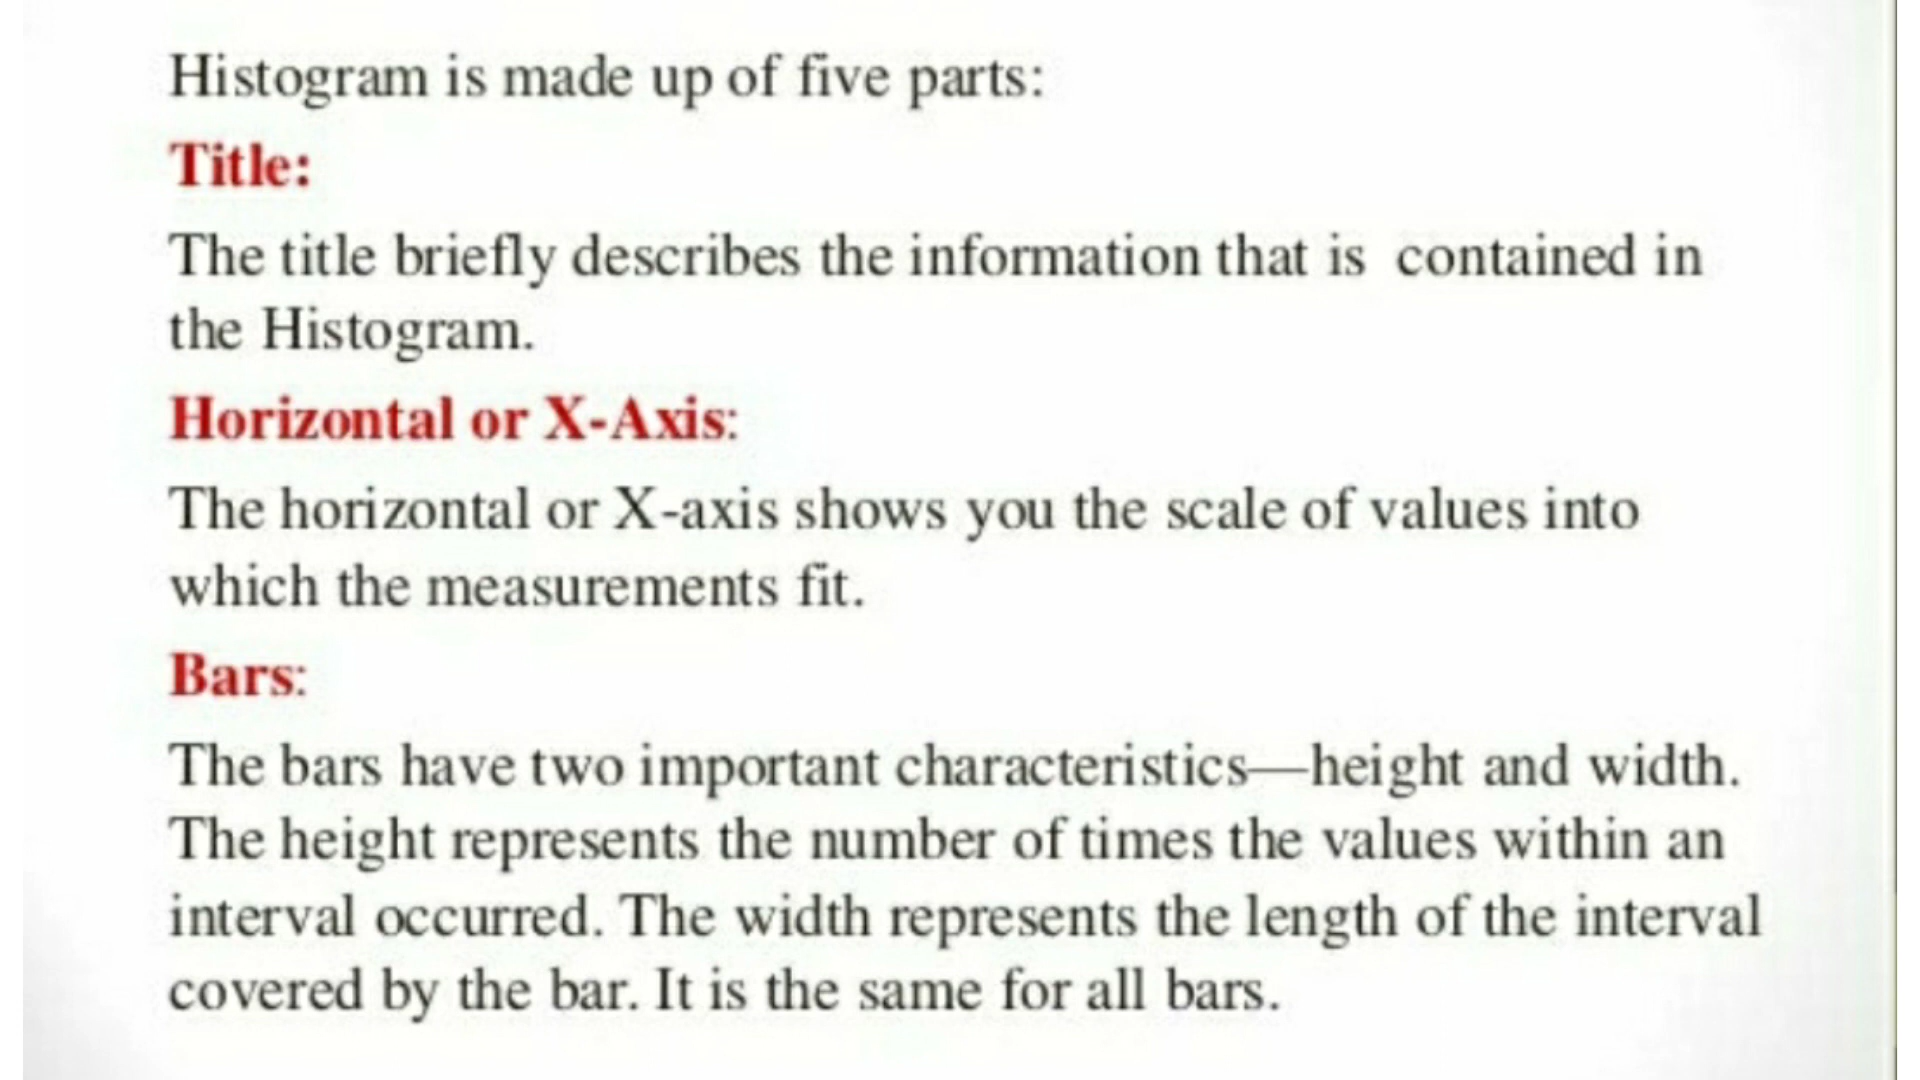 Histogram is made up of five parts:
Title:
The title briefly describes the information that is contained in
the Histogram.
Horizontal or X-Axis:
The horizontal or X-axis shows you the scale of values into
which the measurements fit.
Bars:
The bars have two important characteristics—height and width.
The height represents the number of times the values within an
interval occurred. The width represents the length of the interval
covered by the bar. It is the same for all bars.